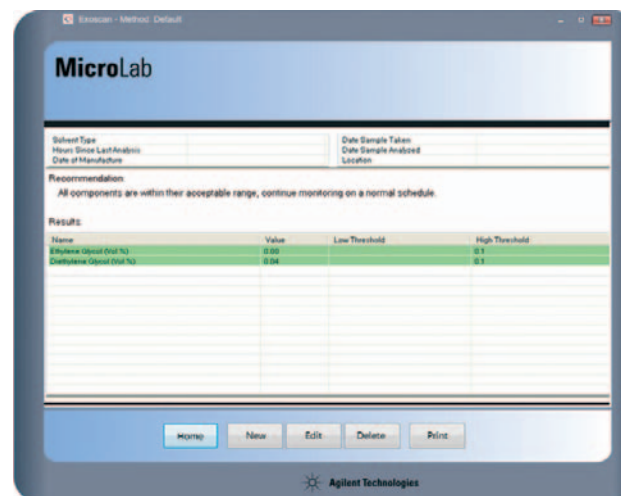 Exoscan - Method: Default
MicroLab
Solvent Type
Date Sample Taken
Hours Since Last Analysis
Date Sample Analyzed
Date of Manufacture
Location
Recommendation:
All components are within their acceptable range, continue monitoring on a normal schedule.
Results:
Name Value Low Threshold High Threshold
Ethylene Glycol (Vol %) 0.00 0.1
Diethylene Glycol (Vol %) 0.04 0.1
Home New Edit Delete Print
Agilent Technologies